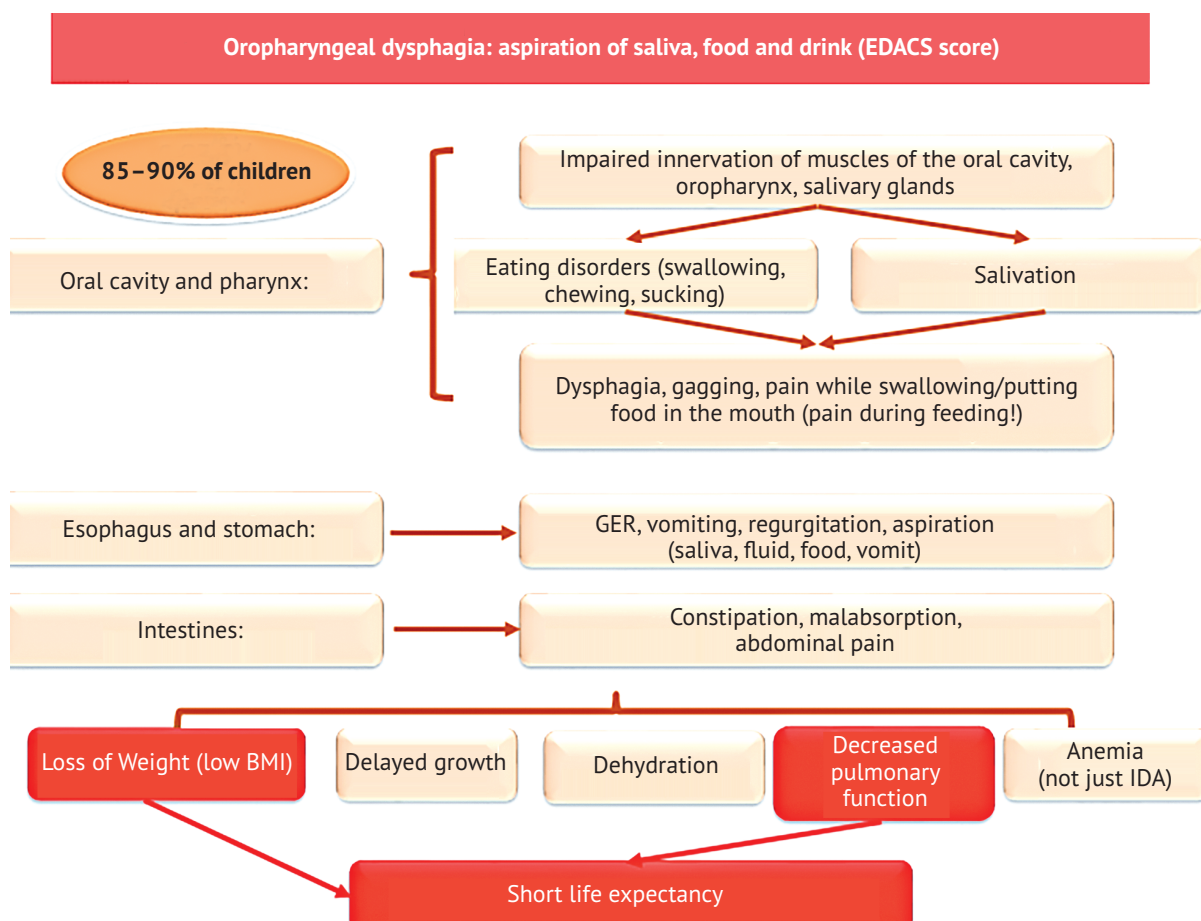 Oropharyngeal dysphagia: aspiration of saliva, food and drink (EDACS score)
85–90% of children
Impaired innervation of muscles of the oral cavity,
oropharynx, salivary glands
Oral cavity and pharynx:
Eating disorders (swallowing,
chewing, sucking)
Salivation
Dysphagia, gagging, pain while swallowing/putting
food in the mouth (pain during feeding!)
Esophagus and stomach:
GER, vomiting, regurgitation, aspiration
(saliva, fluid, food, vomit)
Intestines:
Constipation, malabsorption,
abdominal pain
Loss of Weight (low BMI)
Delayed growth
Dehydration
Decreased
pulmonary
function
Anemia
(not just IDA)
Short life expectancy